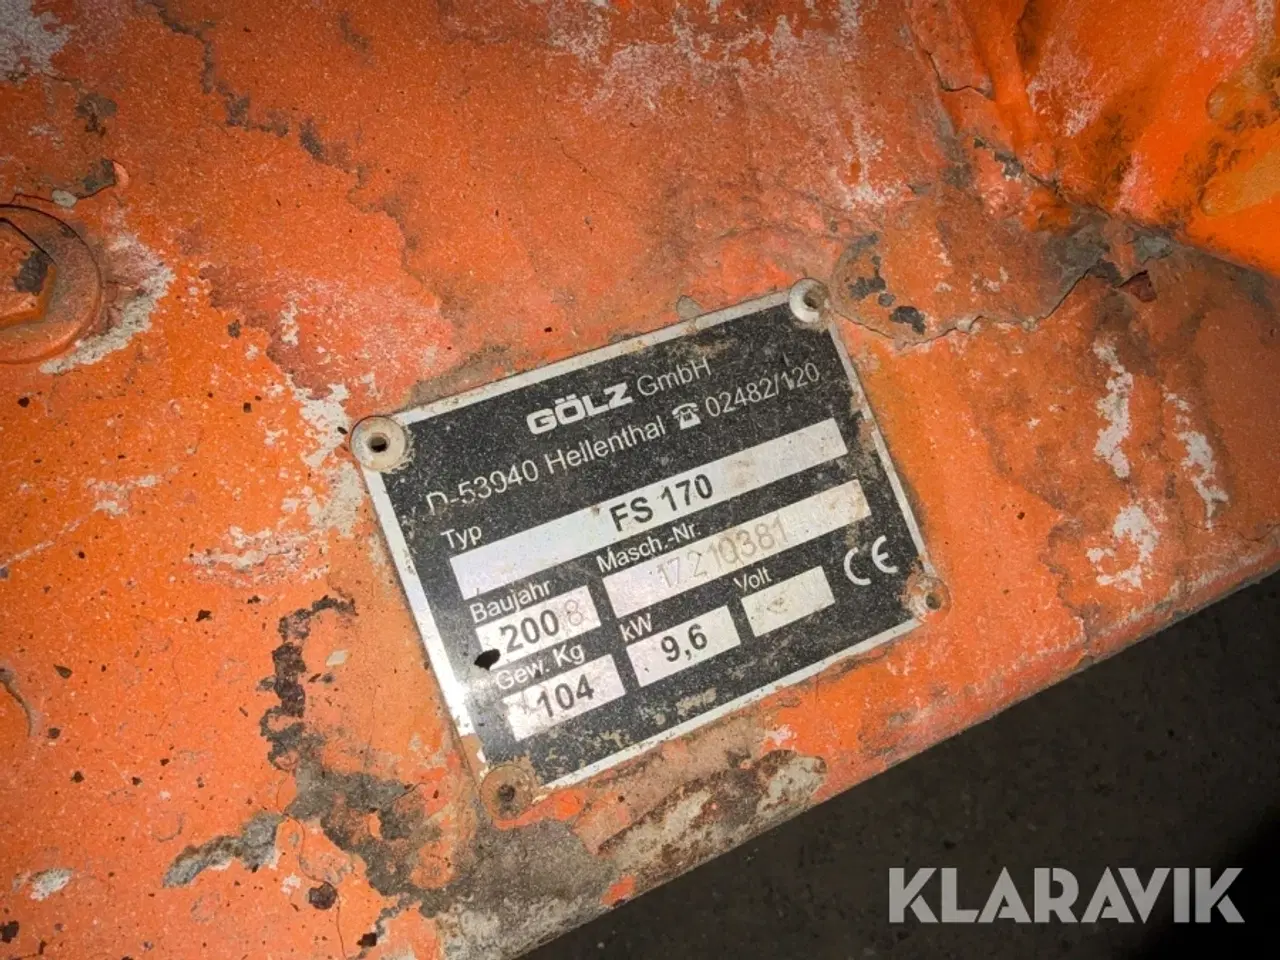 GÖLZ GmbH
D-53940 Hellenthal ☎ 02482/120
Typ
FS 170
Masch.-Nr.
17210381
Baujahr
2008
kW
9,6
Volt
Gew. Kg
104
CE
KLARAVIK